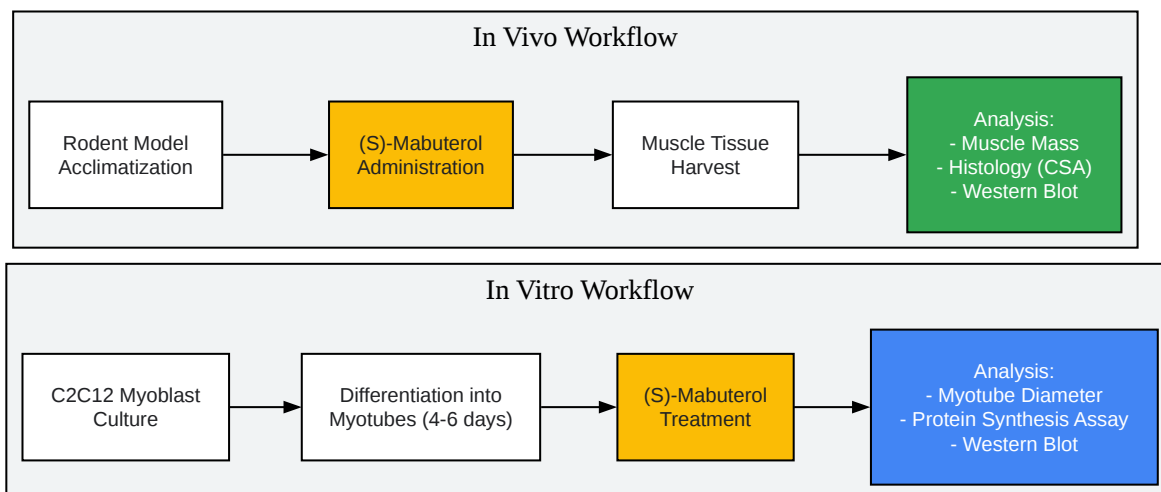 In Vivo Workflow
Rodent Model
Acclimatization
(S)-Mabuterol
Administration
Muscle Tissue
Harvest
Analysis:
- Muscle Mass
- Histology (CSA)
- Western Blot
In Vitro Workflow
C2C12 Myoblast
Culture
Differentiation into
Myotubes (4-6 days)
(S)-Mabuterol
Treatment
Analysis:
- Myotube Diameter
- Protein Synthesis Assay
- Western Blot